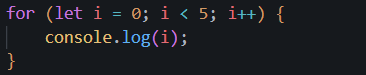 for (let i = 0; i < 5; i++) {
    console.log(i);
}